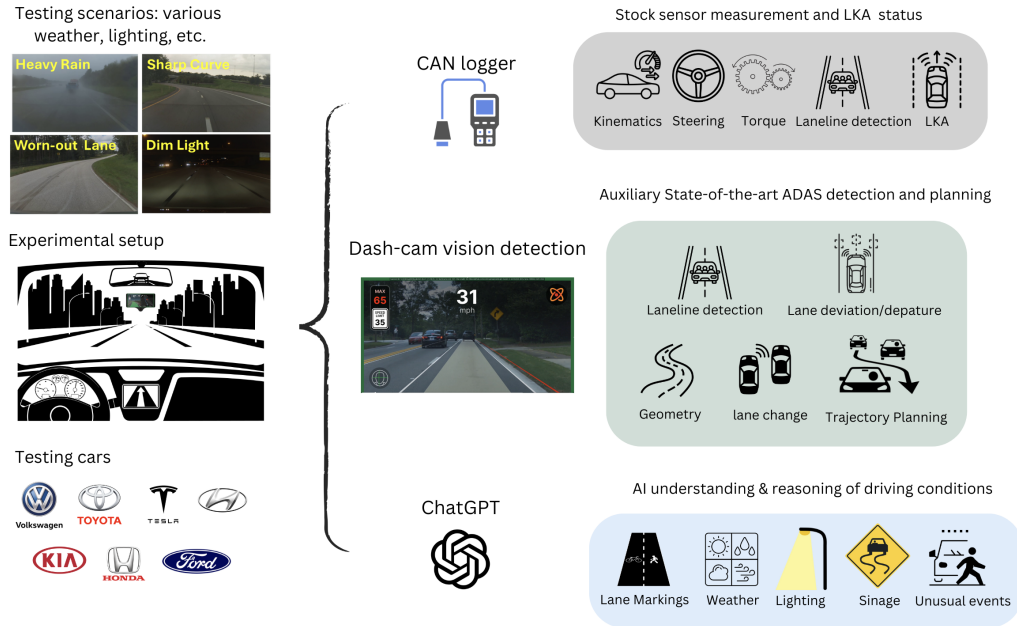 Testing scenarios: various
weather, lighting, etc.
Heavy Rain
Sharp Curve
Worn-out Lane
Dim Light
Experimental setup
Testing cars
Volkswagen
TOYOTA
TESLA
KIA
HONDA
Ford
CAN logger
Dash-cam vision detection
MAX
65
SPEED
LIMIT
35
31
mph
ChatGPT
Stock sensor measurement and LKA status
Kinematics
Steering
Torque
Laneline detection
LKA
Auxiliary State-of-the-art ADAS detection and planning
Laneline detection
Lane deviation/depature
Geometry
lane change
Trajectory Planning
AI understanding & reasoning of driving conditions
Lane Markings
Weather
Lighting
Sinage
Unusual events